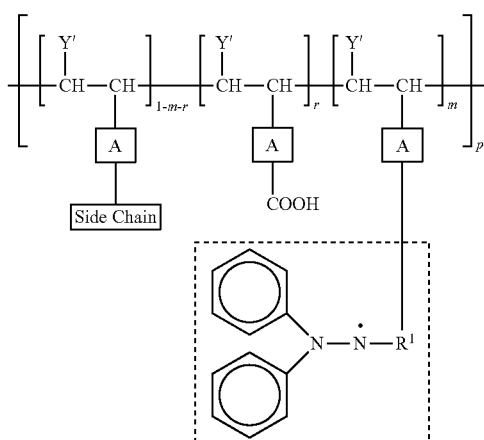 Y' Y' Y'
CH CH CH CH CH CH
1-m-r r m
p
A A A
Side Chain COOH
N N• R¹